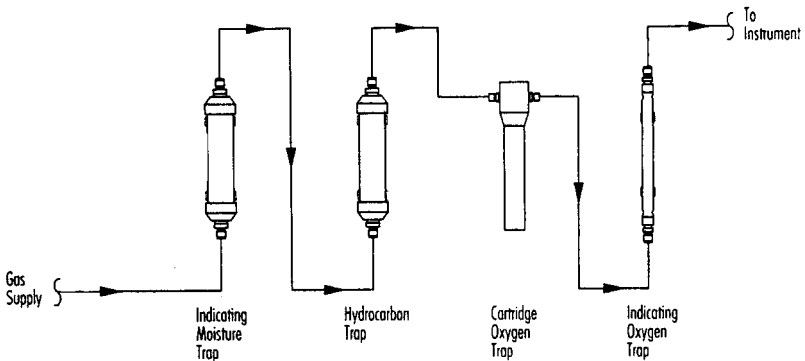 To
Instrument
Gas
Supply
Indicating
Moisture
Trap
Hydrocarbon
Trap
Cartridge
Oxygen
Trap
Indicating
Oxygen
Trap